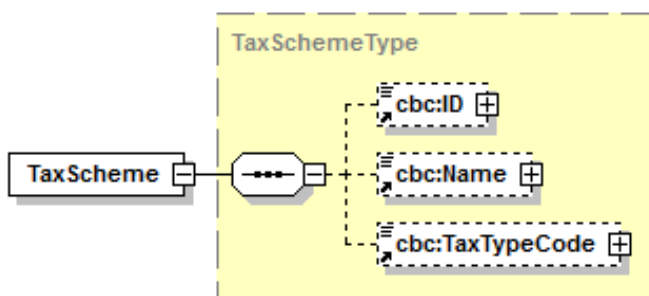 TaxSchemeType
cbc:ID
TaxScheme
cbc:Name
cbc:TaxTypeCode